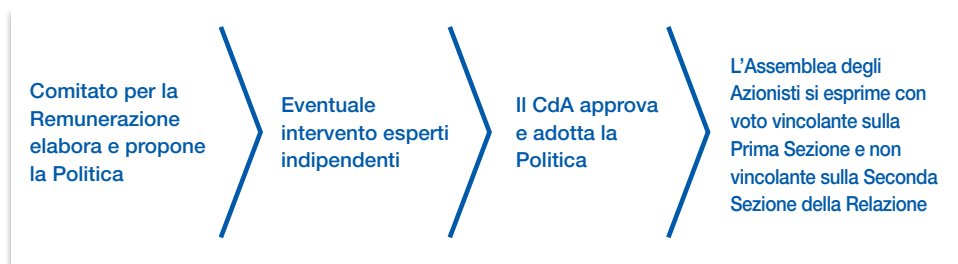 Comitato per la
Remunerazione
elabora e propone
la Politica
Eventuale
intervento esperti
indipendenti
Il CdA approva
e adotta la
Politica
L'Assemblea degli
Azionisti si esprime con
voto vincolante sulla
Prima Sezione e non
vincolante sulla Seconda
Sezione della Relazione